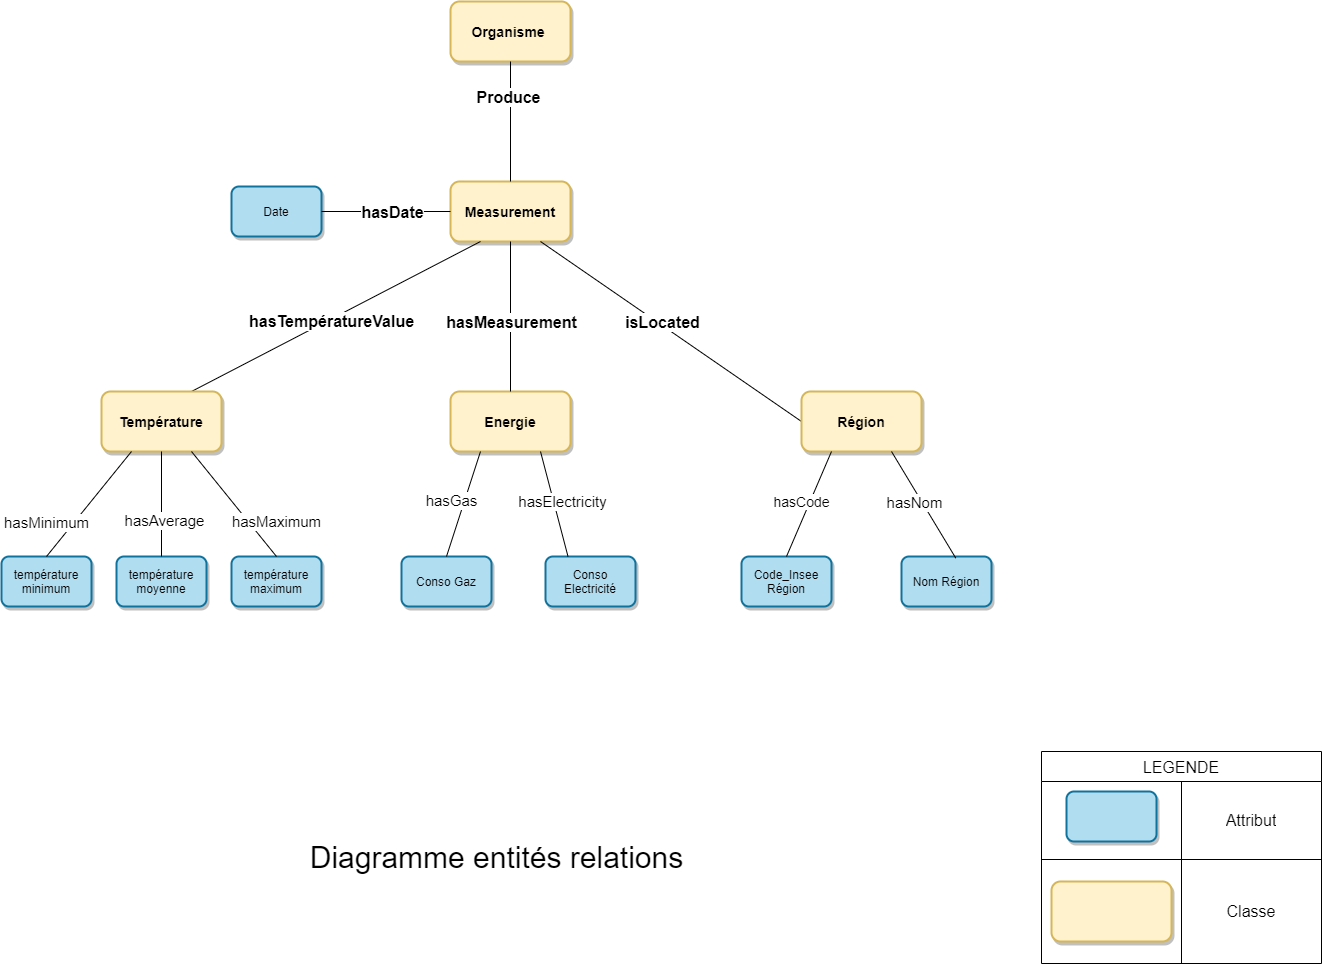 Organisme
Produce
Date
hasDate
Measurement
hasTempératureValue
hasMeasurement
isLocated
Température
Energie
Région
hasMinimum
hasAverage
hasMaximum
hasGas
hasElectricity
hasCode
hasNom
température
minimum
température
moyenne
température
maximum
Conso Gaz
Conso
Electricité
Code_Insee
Région
Nom Région
LEGENDE
Attribut
Diagramme entités relations
Classe